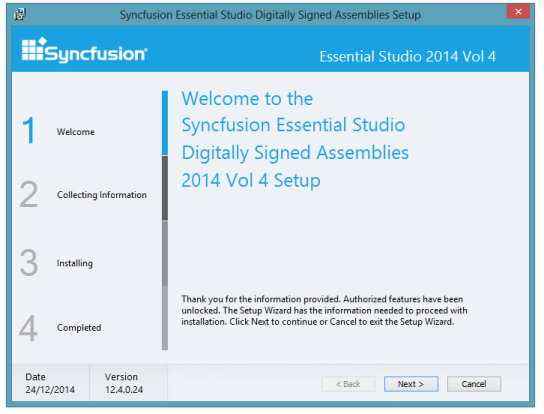 Syncfusion Essential Studio Digitally Signed Assemblies Setup
Syncfusion
Essential Studio 2014 Vol 4
Welcome to the
Syncfusion Essential Studio
Digitally Signed Assemblies
2014 Vol 4 Setup
1 Welcome
2 Collecting Information
3 Installing
4 Completed
Thank you for the information provided. Authorized features have been
unlocked. The Setup Wizard has the information needed to proceed with
installation. Click Next to continue or Cancel to exit the Setup Wizard.
Date Version
24/12/2014 12.4.0.24
< Back Next > Cancel